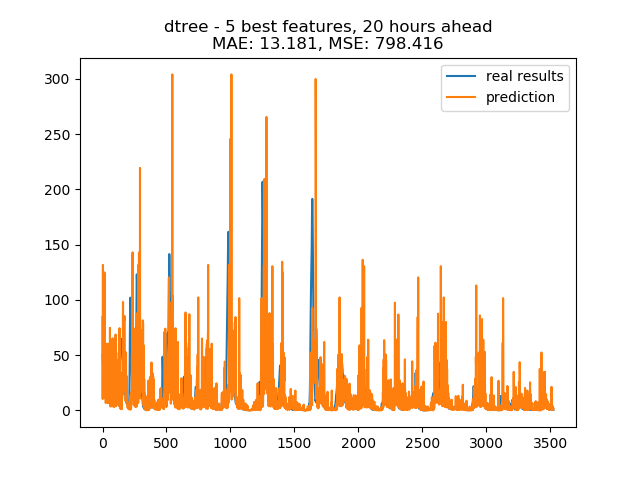 dtree - 5 best features, 20 hours ahead
MAE: 13.181, MSE: 798.416
real results
prediction
300
250
200
150
100
50
0
0 500 1000 1500 2000 2500 3000 3500